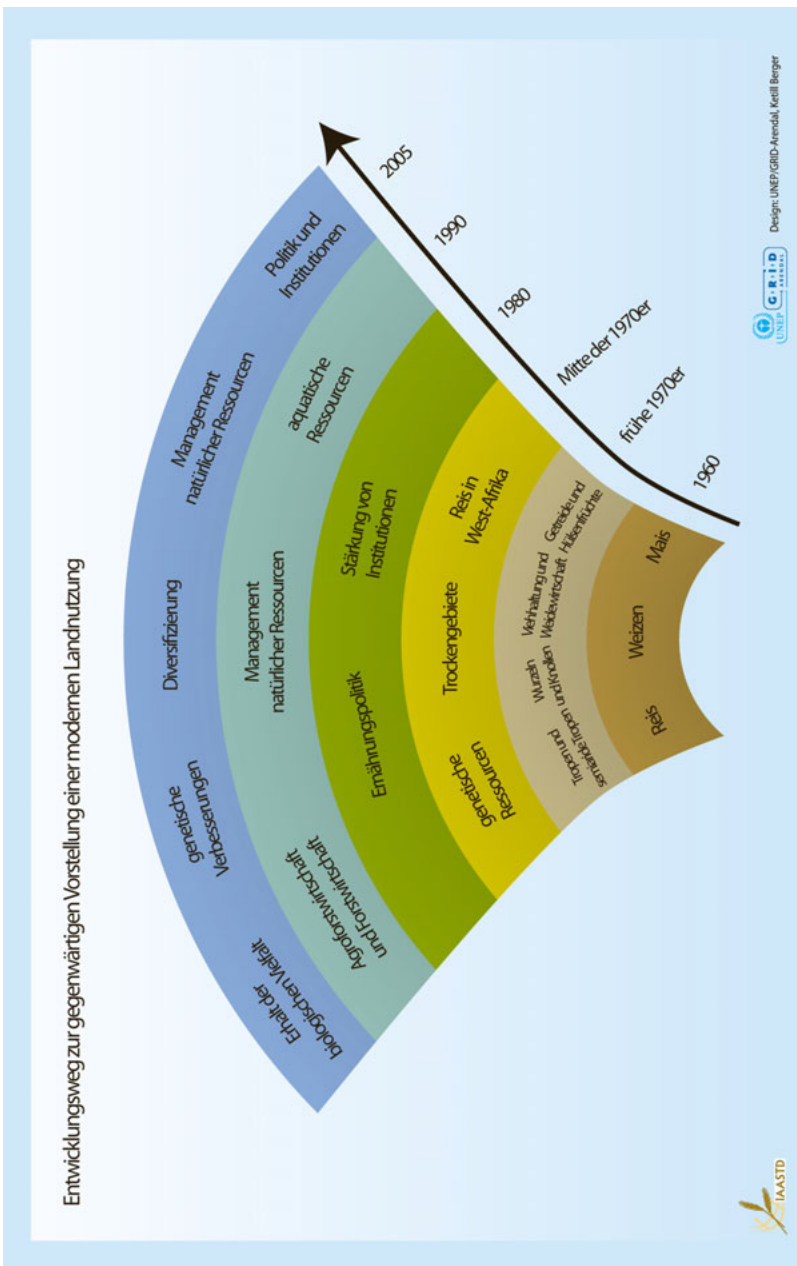 Entwicklungsweg zur gegenwärtigen Vorstellung einer modernen Landnutzung
Erhalt der
biologischen Vielfalt
genetische
Verbesserungen
Diversifizierung
Management
natürlicher Ressourcen
Politik und
Institutionen
Agroforstwirtschaft
und Forstwirtschaft
Management
natürlicher Ressourcen
aquatische
Ressourcen
Ernährungspolitik
Stärkung von
Institutionen
genetische
Ressourcen
Trockengebiete
Reis in
West-Afrika
Tropen und
semiaride Tropen
Wurzeln
und Knollen
Viehhaltung und
Weidewirtschaft
Getreide und
Hülsenfrüchte
Reis
Weizen
Mais
2005
1990
1980
Mitte der 1970er
frühe 1970er
1960
IAASTD
UNEP
GRID
ARENDAL
Design: UNEP/GRID-Arendal, Ketill Berger